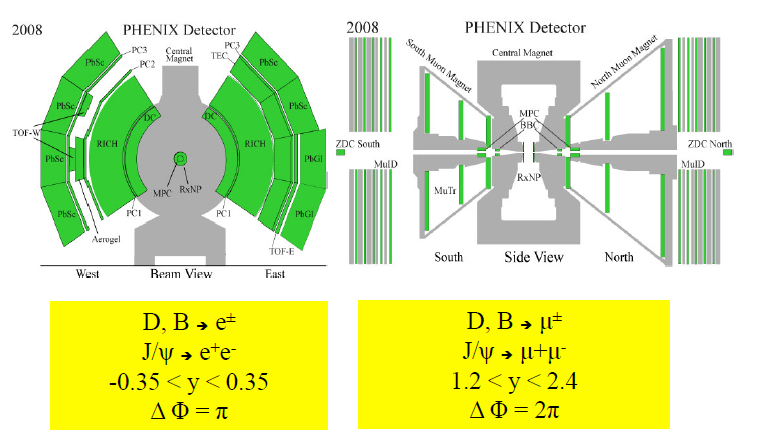 2008
PHENIX Detector
Central
Magnet
PC3
PC2
PbSc
PbSc
PbSc
PbSc
TOF-W
RICH
DC
MPC
RxNP
PC1
Aerogel
PC3
TEC
PbSc
PbSc
DC
RICH
PbGl
PbGl
PC1
TOF-E
West
Beam View
East
2008
PHENIX Detector
South Muon Magnet
Central Magnet
North Muon Magnet
MPC
BBC
ZDC South
ZDC North
MuID
MuID
RxNP
MuTr
South
Side View
North
D, B ➔ e±
J/ψ ➔ e⁺e⁻
-0.35 < y < 0.35
Δ Φ = π
D, B ➔ μ±
J/ψ ➔ μ+μ⁻
1.2 < y < 2.4
Δ Φ = 2π